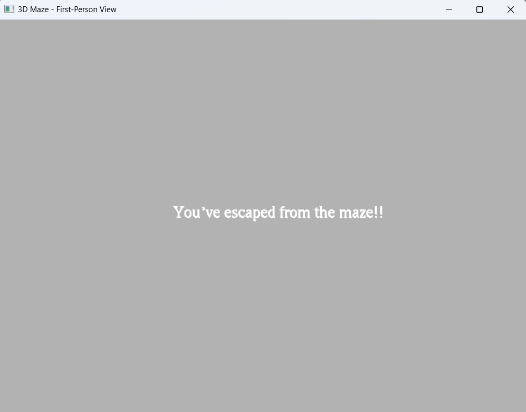 3D Maze - First-Person View
You've escaped from the maze!!